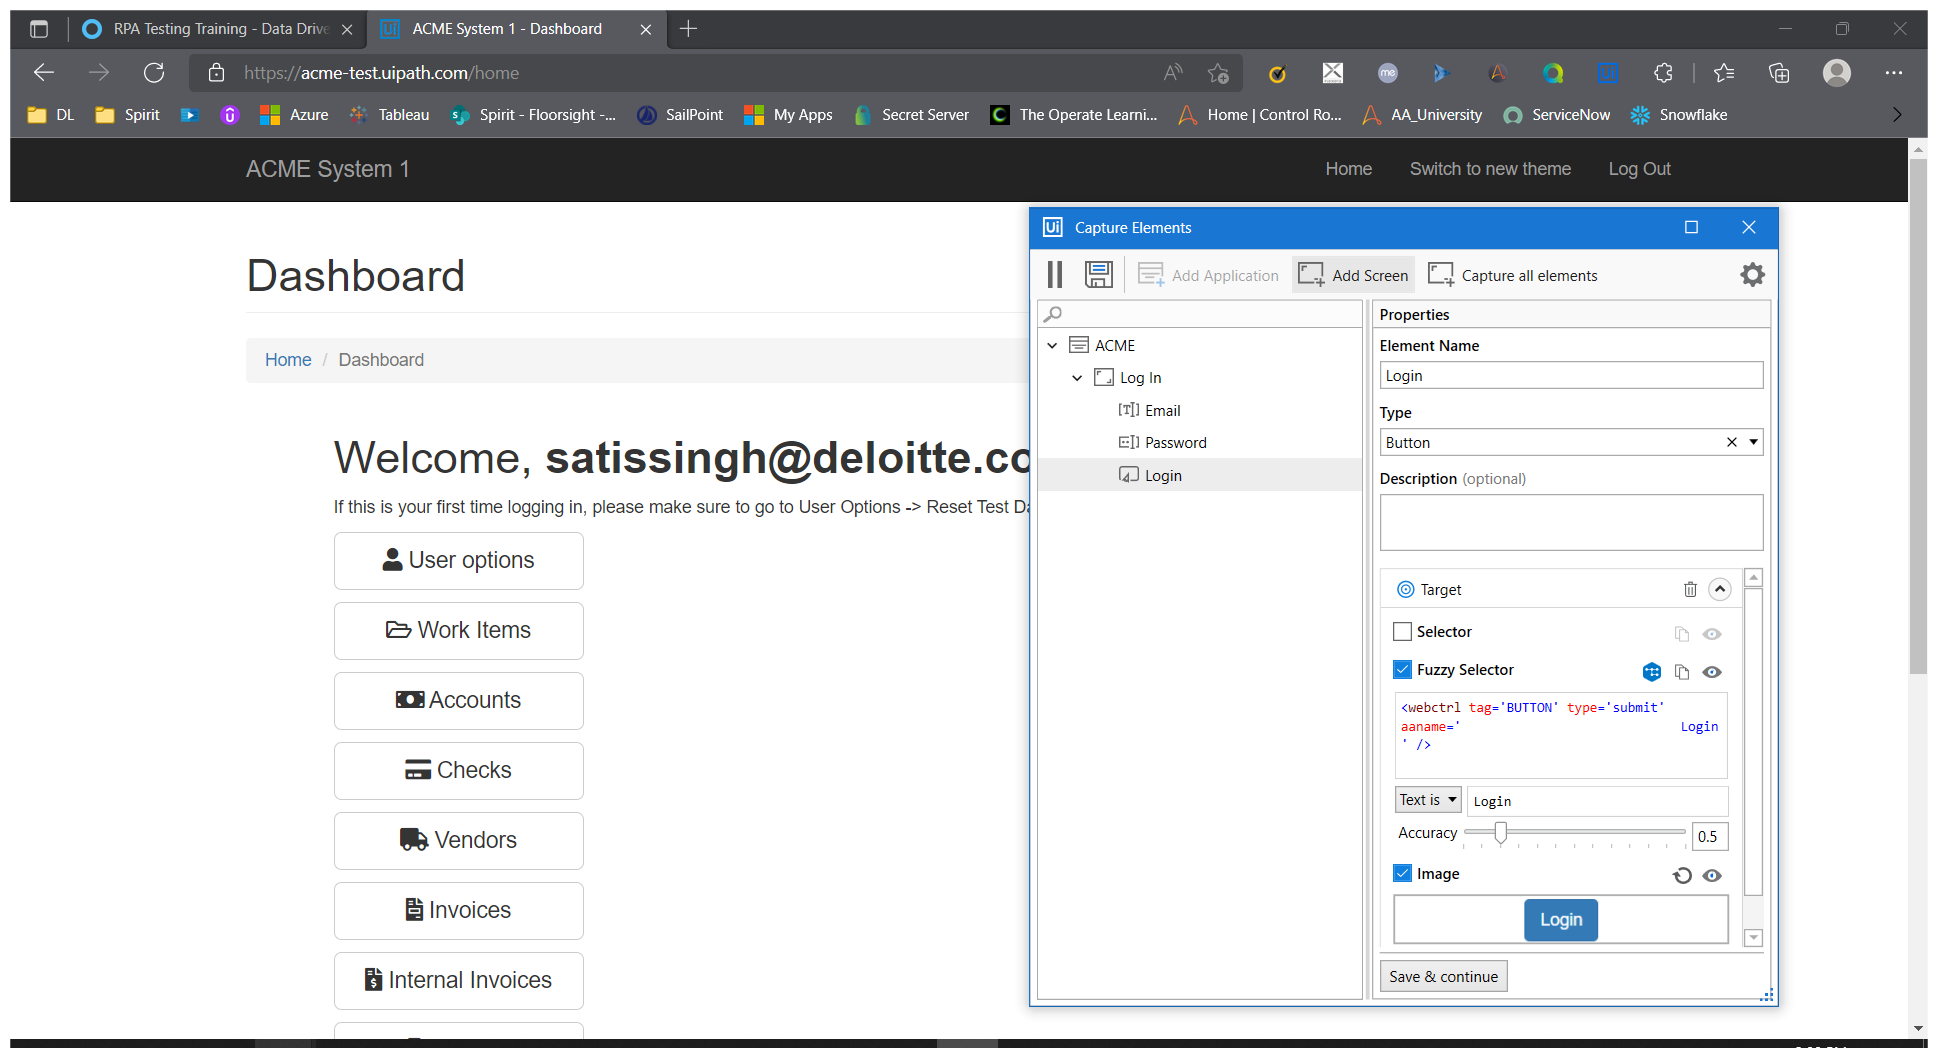 RPA Testing Training - Data Drive
ACME System 1 - Dashboard
https://acme-test.uipath.com/home
DL
Spirit
Azure
Tableau
Spirit - Floorsight -...
SailPoint
My Apps
Secret Server
The Operate Learni...
Home | Control Ro...
AA_University
ServiceNow
Snowflake
ACME System 1
Home
Switch to new theme
Log Out
Dashboard
Home / Dashboard
Welcome, satissingh@deloitte.co
If this is your first time logging in, please make sure to go to User Options -> Reset Test Da
User options
Work Items
Accounts
Checks
Vendors
Invoices
Internal Invoices
Ui Capture Elements
Add Application
Add Screen
Capture all elements
ACME
Log In
Email
Password
Login
Properties
Element Name
Login
Type
Button
Description (optional)
Target
Selector
Fuzzy Selector
<webctrl tag='BUTTON' type='submit'
aaname=' Login
' />
Text is
Login
Accuracy
0.5
Image
Login
Save & continue